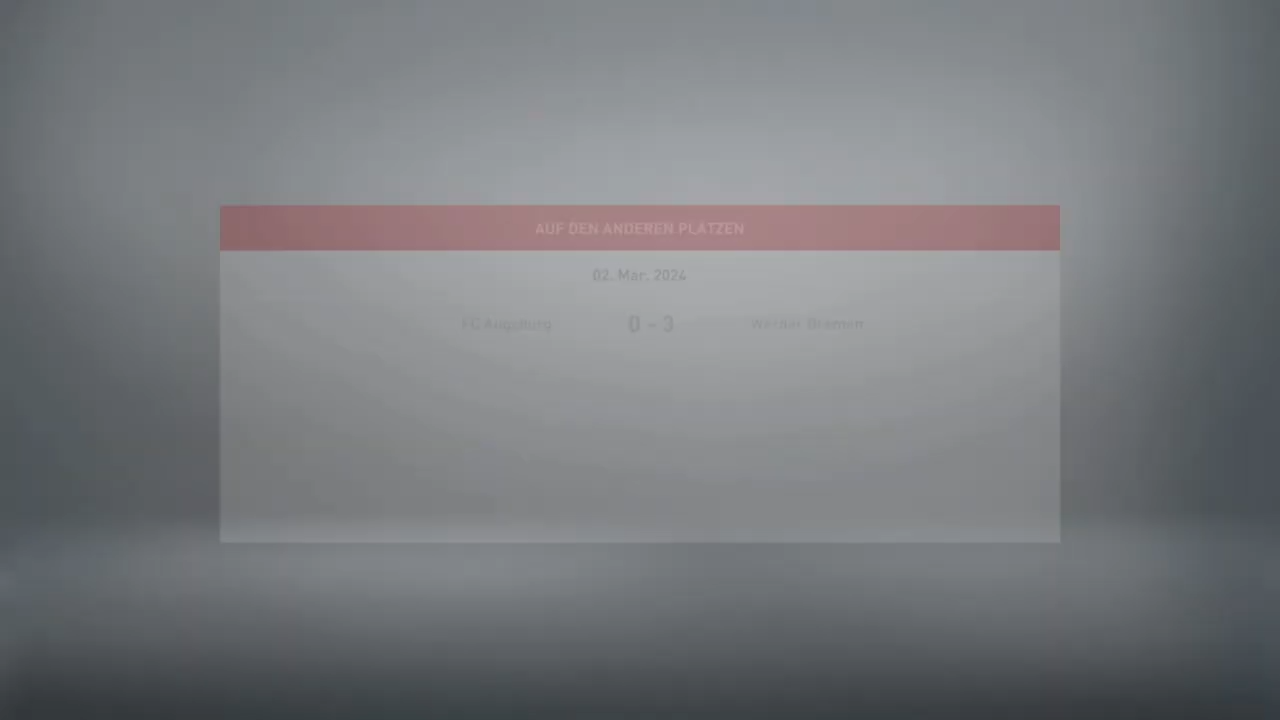 AUF DEN ANDEREN PLÄTZEN
02. Mar. 2024
FC Augsburg 0 - 3 Werder Bremen